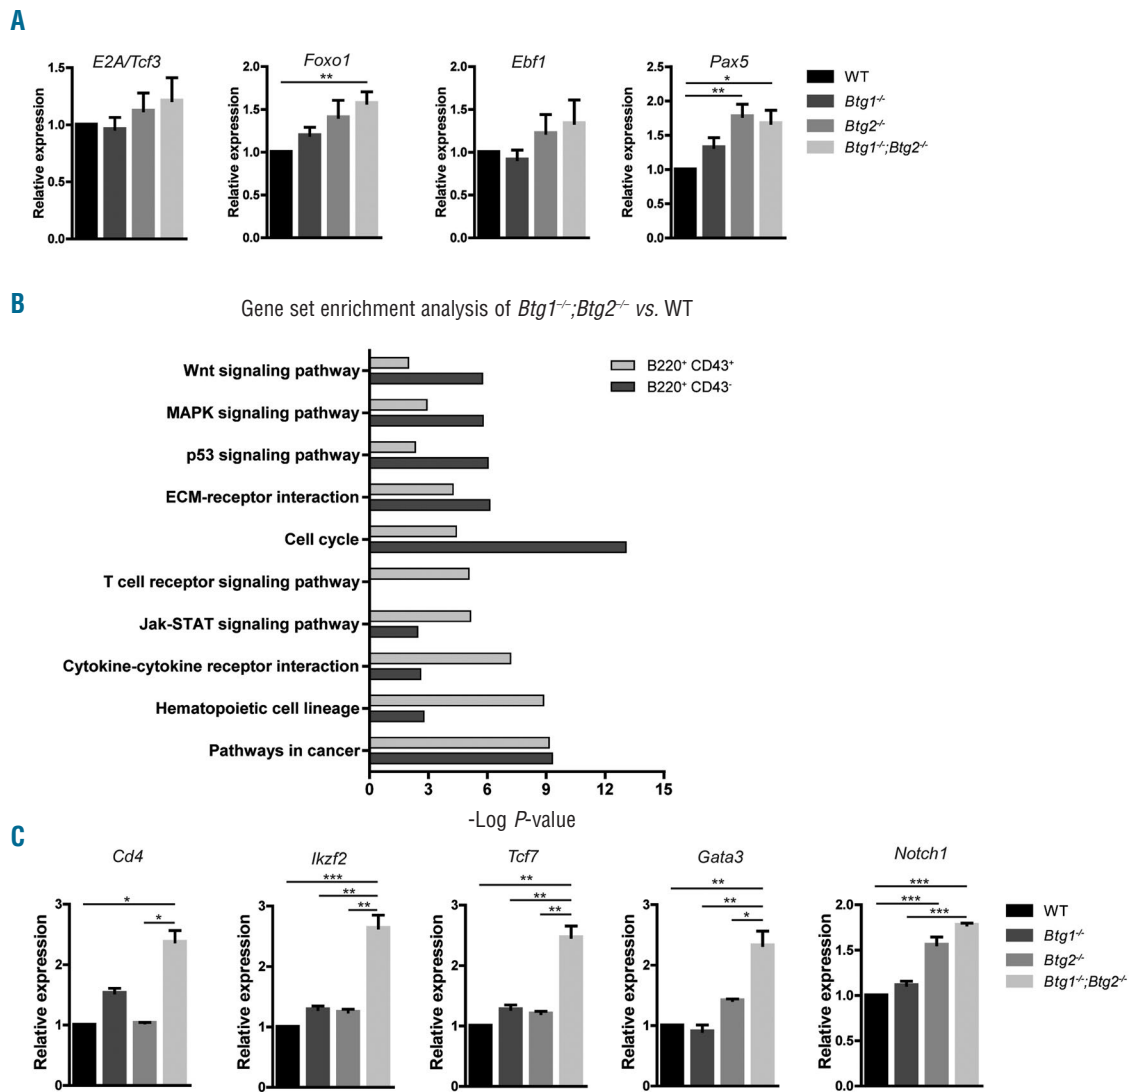 A
E2A/Tcf3
Relative expression
1.5
1.0
0.5
0.0
Foxo1
**
Relative expression
2.0
1.5
1.0
0.5
0.0
Ebf1
Relative expression
2.0
1.5
1.0
0.5
0.0
Pax5
*
**
Relative expression
2.5
2.0
1.5
1.0
0.5
0.0
WT
Btg1-/-
Btg2-/-
Btg1-/-;Btg2-/-
B
Gene set enrichment analysis of Btg1–/–;Btg2–/– vs. WT
B220+ CD43+
B220+ CD43-
Wnt signaling pathway
MAPK signaling pathway
p53 signaling pathway
ECM-receptor interaction
Cell cycle
T cell receptor signaling pathway
Jak-STAT signaling pathway
Cytokine-cytokine receptor interaction
Hematopoietic cell lineage
Pathways in cancer
0 3 6 9 12 15
-Log P-value
C
Cd4
*
*
Relative expression
3
2
1
0
Ikzf2
***
**
**
Relative expression
3
2
1
0
Tcf7
**
**
**
Relative expression
3
2
1
0
Gata3
**
**
*
Relative expression
3
2
1
0
Notch1
***
***
***
Relative expression
2.0
1.5
1.0
0.5
0.0
WT
Btg1-/-
Btg2-/-
Btg1-/-;Btg2-/-